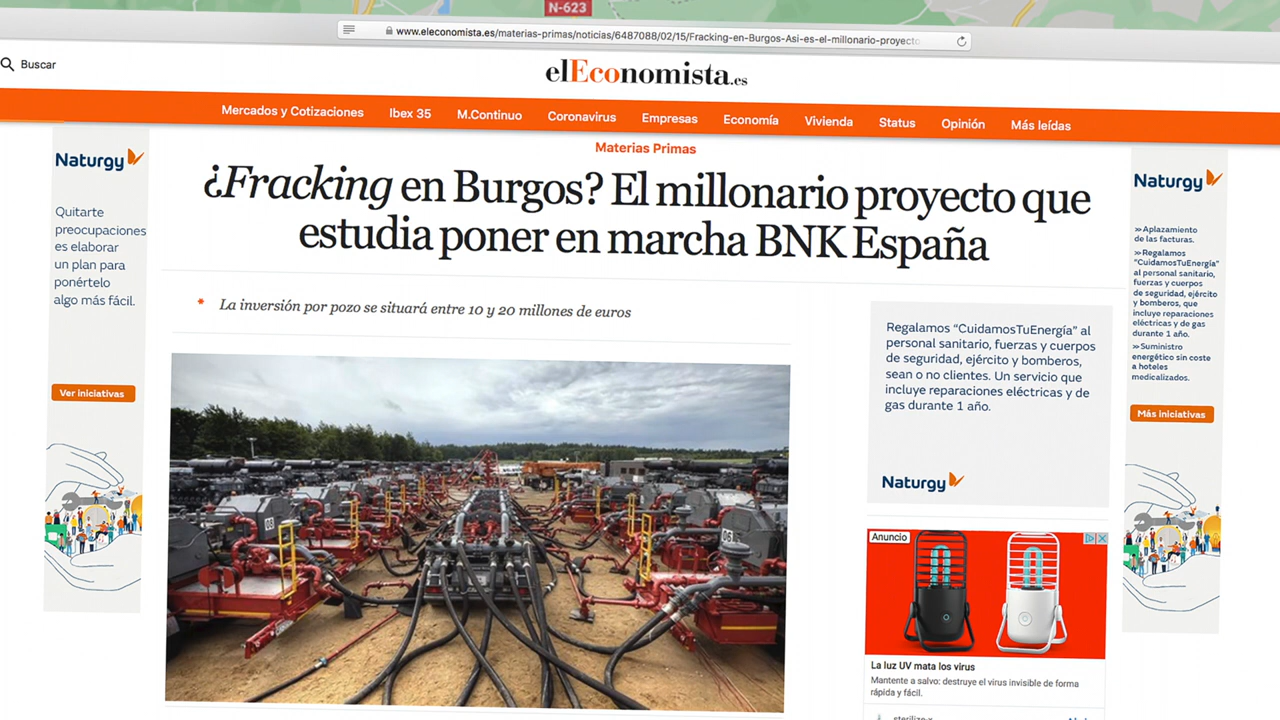 N-623
www.eleconomista.es/materias-primas/noticias/6487088/02/15/Fracking-en-Burgos-Asi-es-el-millonario-proyecto
Buscar
elEconomista.es
Mercados y Cotizaciones Ibex 35 M.Continuo Coronavirus Empresas Economía Vivienda Status Opinión Más leídas
Materias Primas
¿Fracking en Burgos? El millonario proyecto que
estudia poner en marcha BNK España
* La inversión por pozo se situará entre 10 y 20 millones de euros
Naturgy
Quitarte
preocupaciones
es elaborar
un plan para
ponértelo
algo más fácil.
Ver iniciativas
06
Regalamos “CuidamosTuEnergía” al
personal sanitario, fuerzas y cuerpos
de seguridad, ejército y bomberos,
sean o no clientes. Un servicio que
incluye reparaciones eléctricas y de
gas durante 1 año.
Naturgy
Anuncio
La luz UV mata los virus
Mantente a salvo: destruye el virus invisible de forma
rápida y fácil.
Naturgy
>> Aplazamiento
de las facturas.
>> Regalamos
“CuidamosTuEnergía”
al personal sanitario,
fuerzas y cuerpos
de seguridad, ejército
y bomberos, que
incluye reparaciones
eléctricas y de gas
durante 1 año.
>> Suministro
energético sin coste
a hoteles
medicalizados.
Más iniciativas